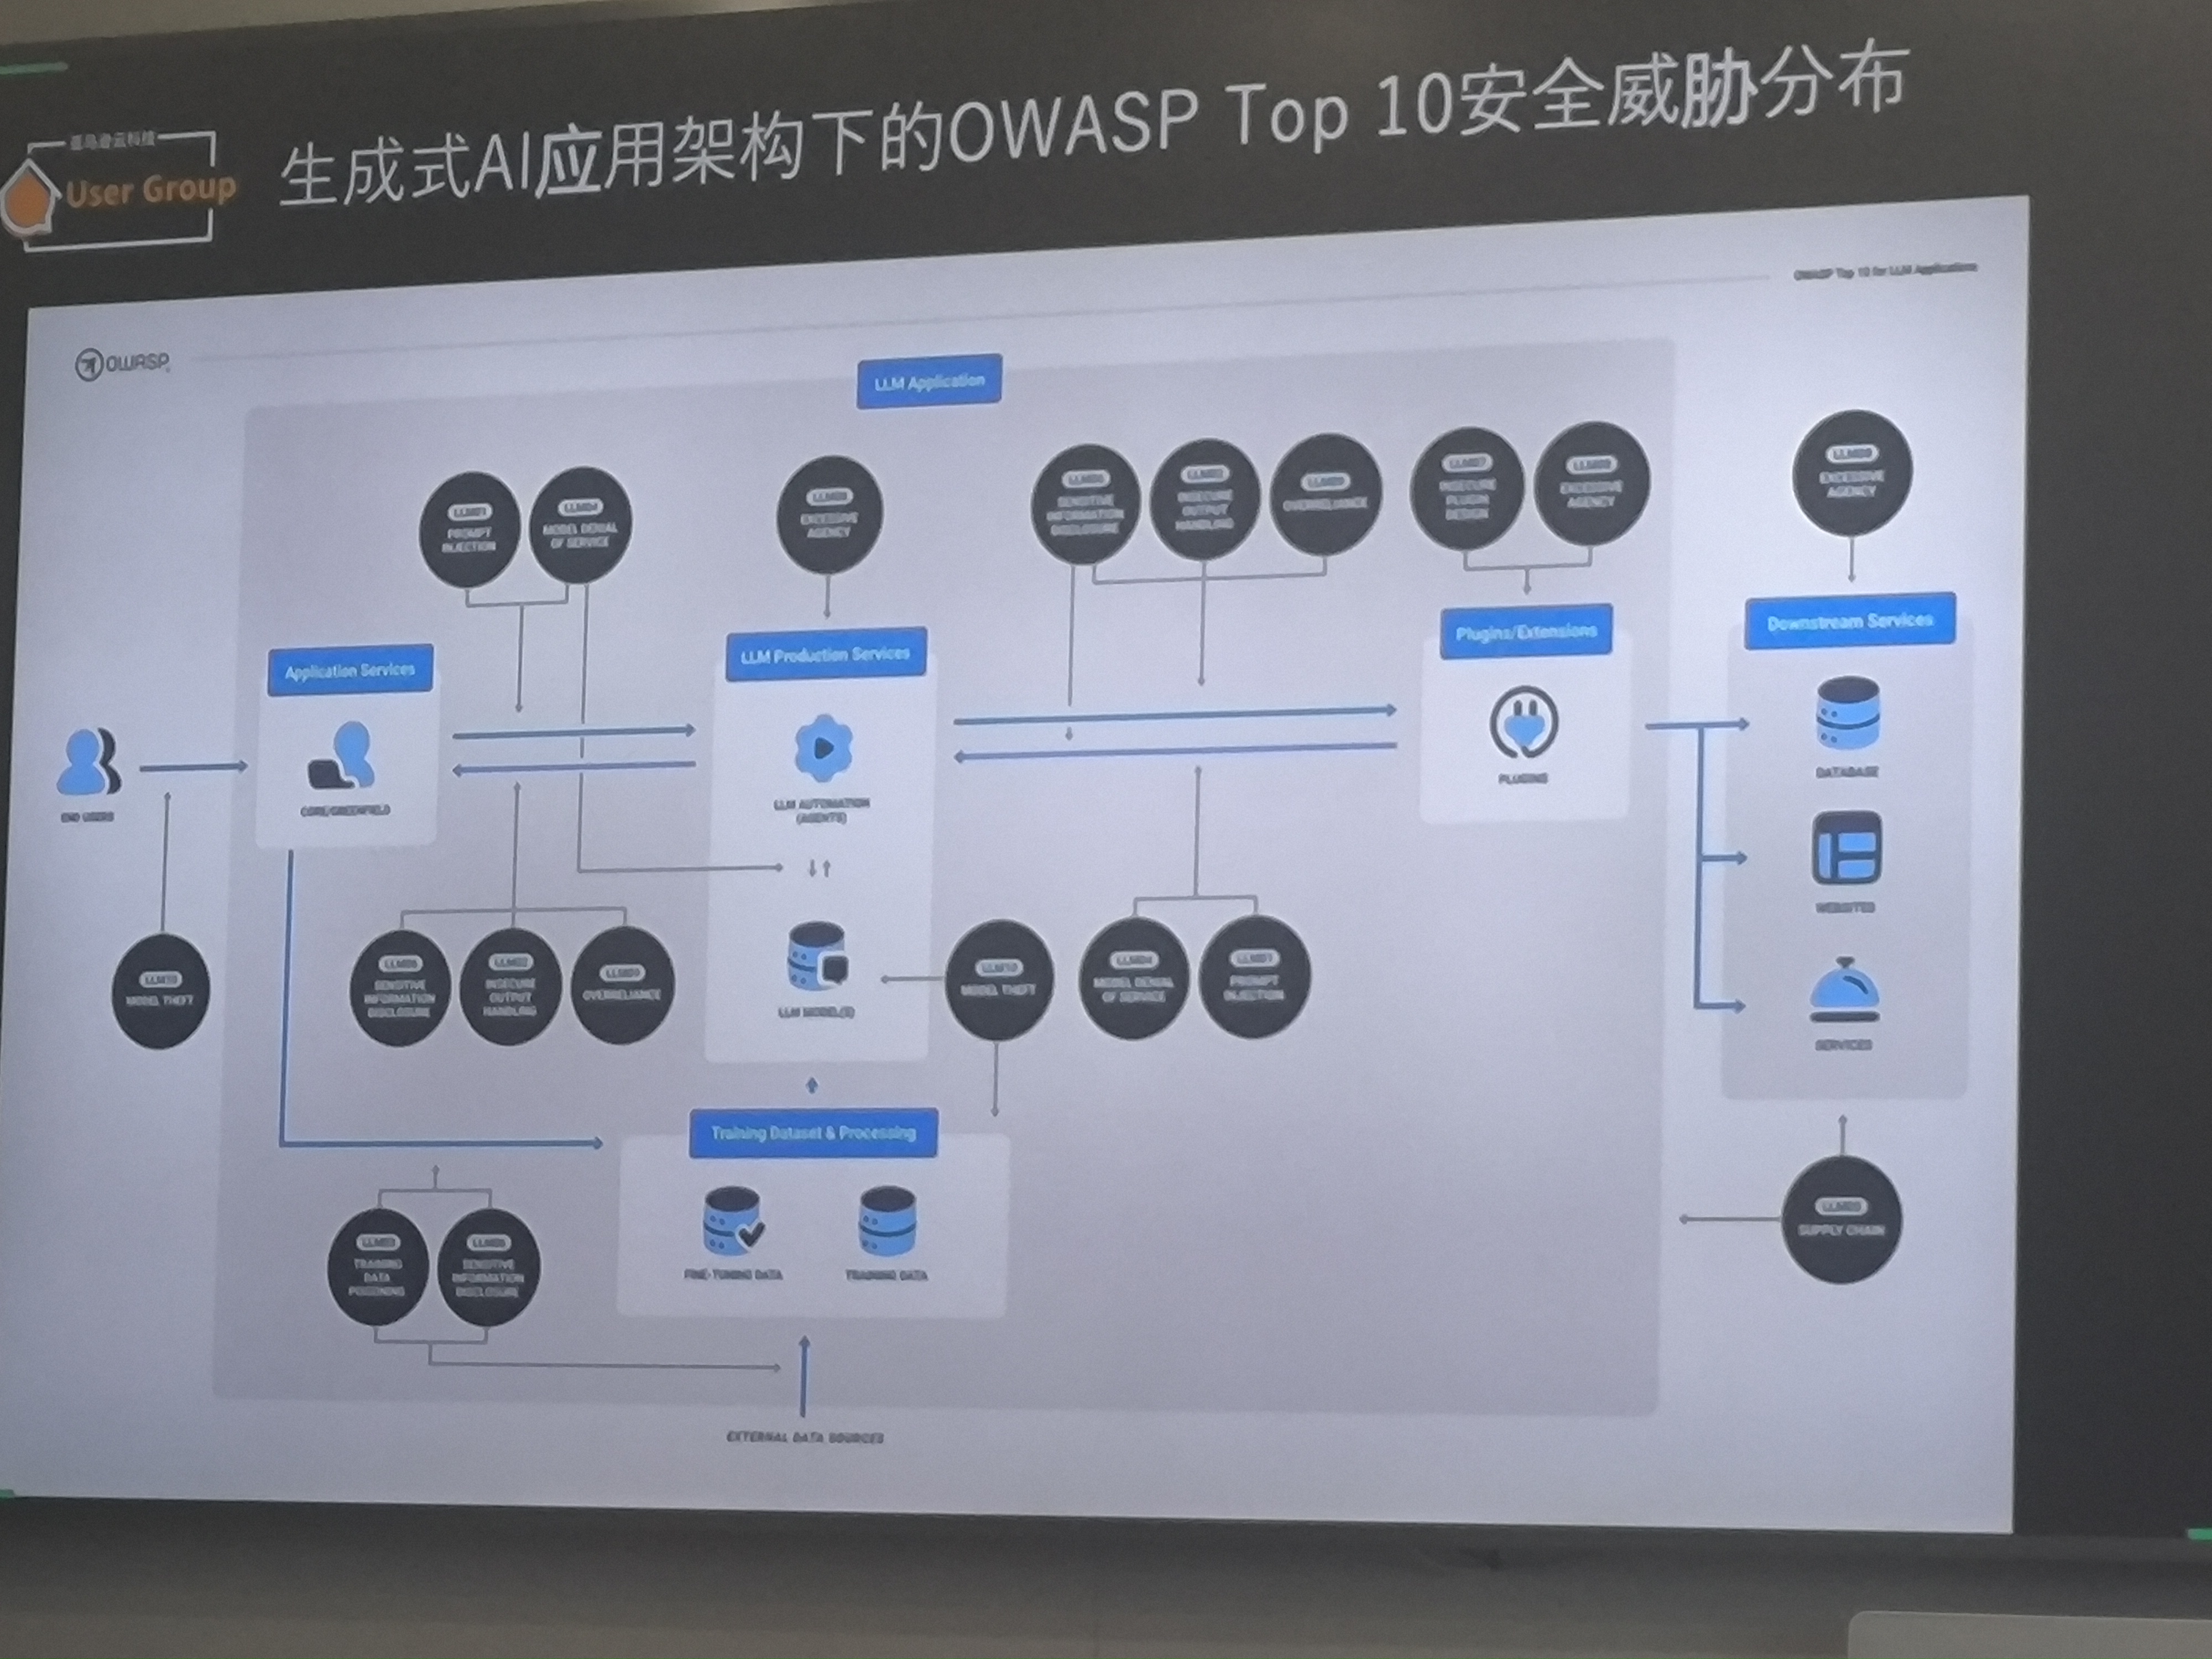 亚马逊云科技
User Group
生成式AI应用架构下的OWASP Top 10安全威胁分布
OWASP Top 10 for LLM Applications
OWASP
LLM Application
LLM01
PROMPT
INJECTION
LLM04
MODEL DENIAL
OF SERVICE
LLM08
EXCESSIVE
AGENCY
LLM06
SENSITIVE
INFORMATION
DISCLOSURE
LLM02
INSECURE
OUTPUT
HANDLING
LLM09
OVERRELIANCE
LLM07
INSECURE
PLUGIN
DESIGN
LLM08
EXCESSIVE
AGENCY
LLM08
EXCESSIVE
AGENCY
Application Services
LLM Production Services
Plugins/Extensions
Downstream Services
END USERS
CORE/GREENFIELD
LLM AUTOMATION
(AGENTS)
PLUGINS
DATABASE
WEBSITES
SERVICES
LLM10
MODEL THEFT
LLM06
SENSITIVE
INFORMATION
DISCLOSURE
LLM02
INSECURE
OUTPUT
HANDLING
LLM09
OVERRELIANCE
LLM MODEL(S)
LLM10
MODEL THEFT
LLM04
MODEL DENIAL
OF SERVICE
LLM01
PROMPT
INJECTION
Training Dataset & Processing
FINE-TUNING DATA
TRAINING DATA
LLM03
TRAINING
DATA
POISONING
LLM06
SENSITIVE
INFORMATION
DISCLOSURE
LLM05
SUPPLY CHAIN
EXTERNAL DATA SOURCES